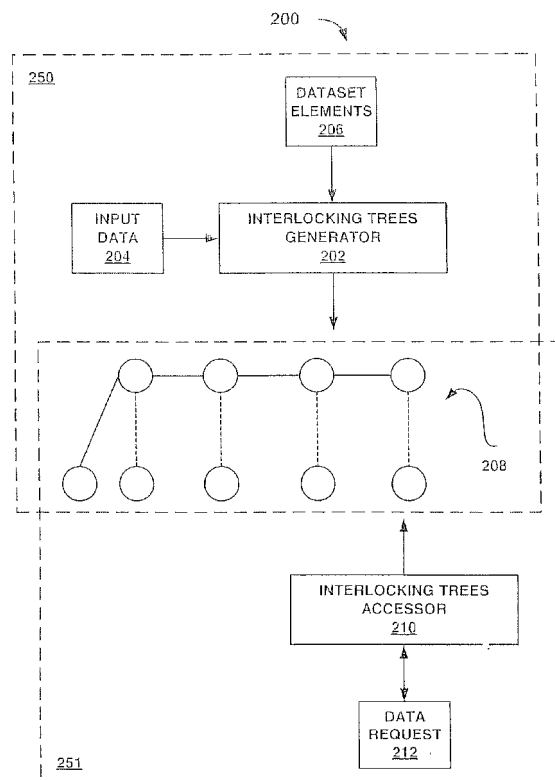 200
250
DATASET
ELEMENTS
206
INPUT
DATA
204
INTERLOCKING TREES
GENERATOR
202
208
INTERLOCKING TREES
ACCESSOR
210
DATA
REQUEST
212
251